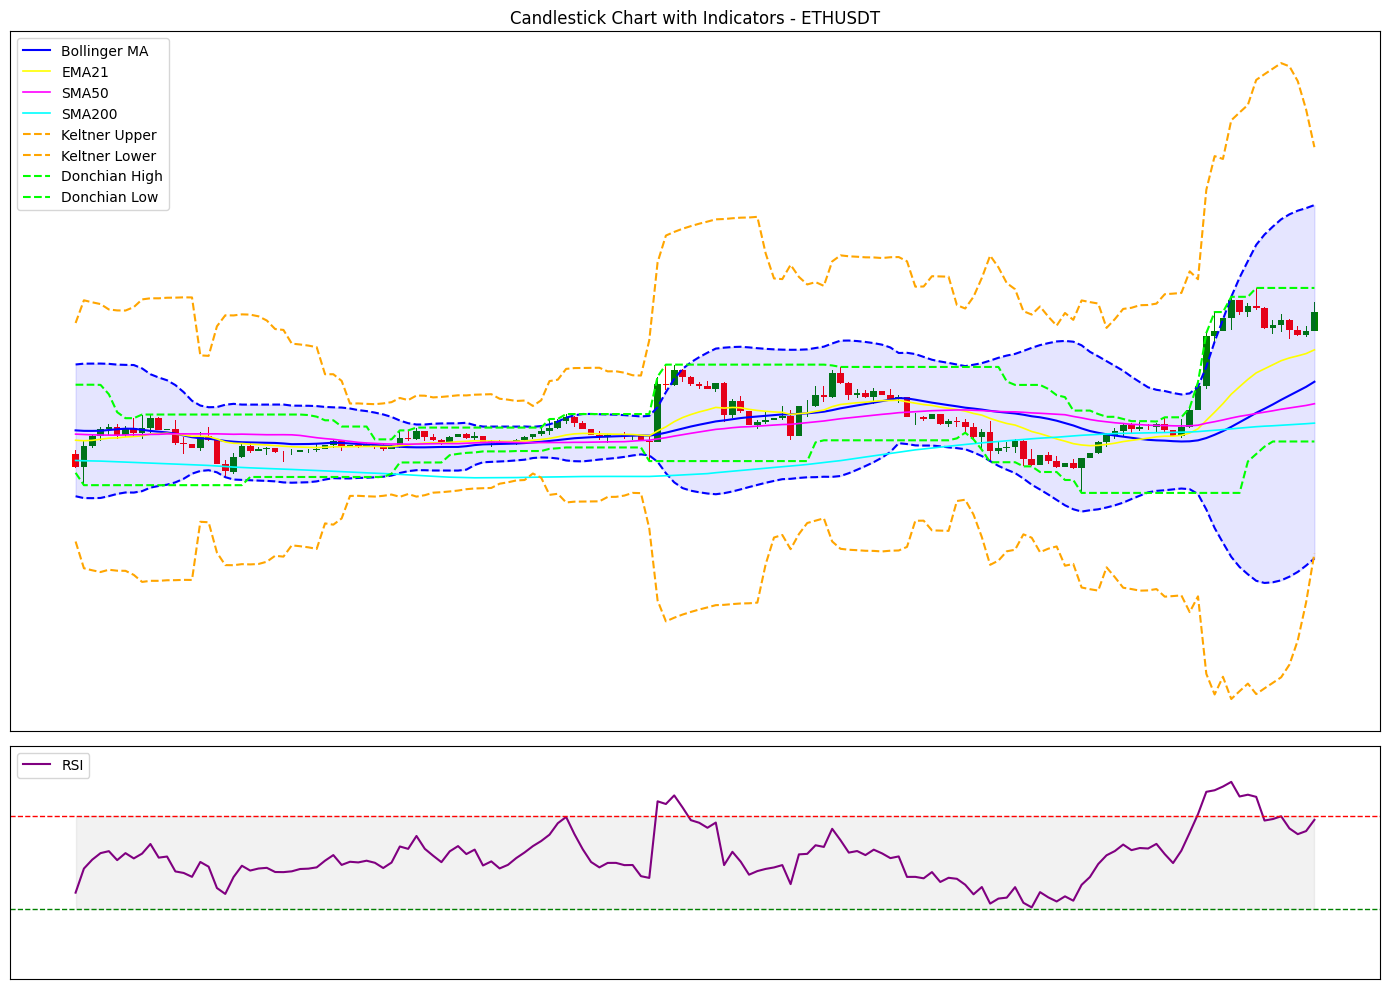 Candlestick Chart with Indicators - ETHUSDT
Bollinger MA
EMA21
SMA50
SMA200
Keltner Upper
Keltner Lower
Donchian High
Donchian Low
RSI